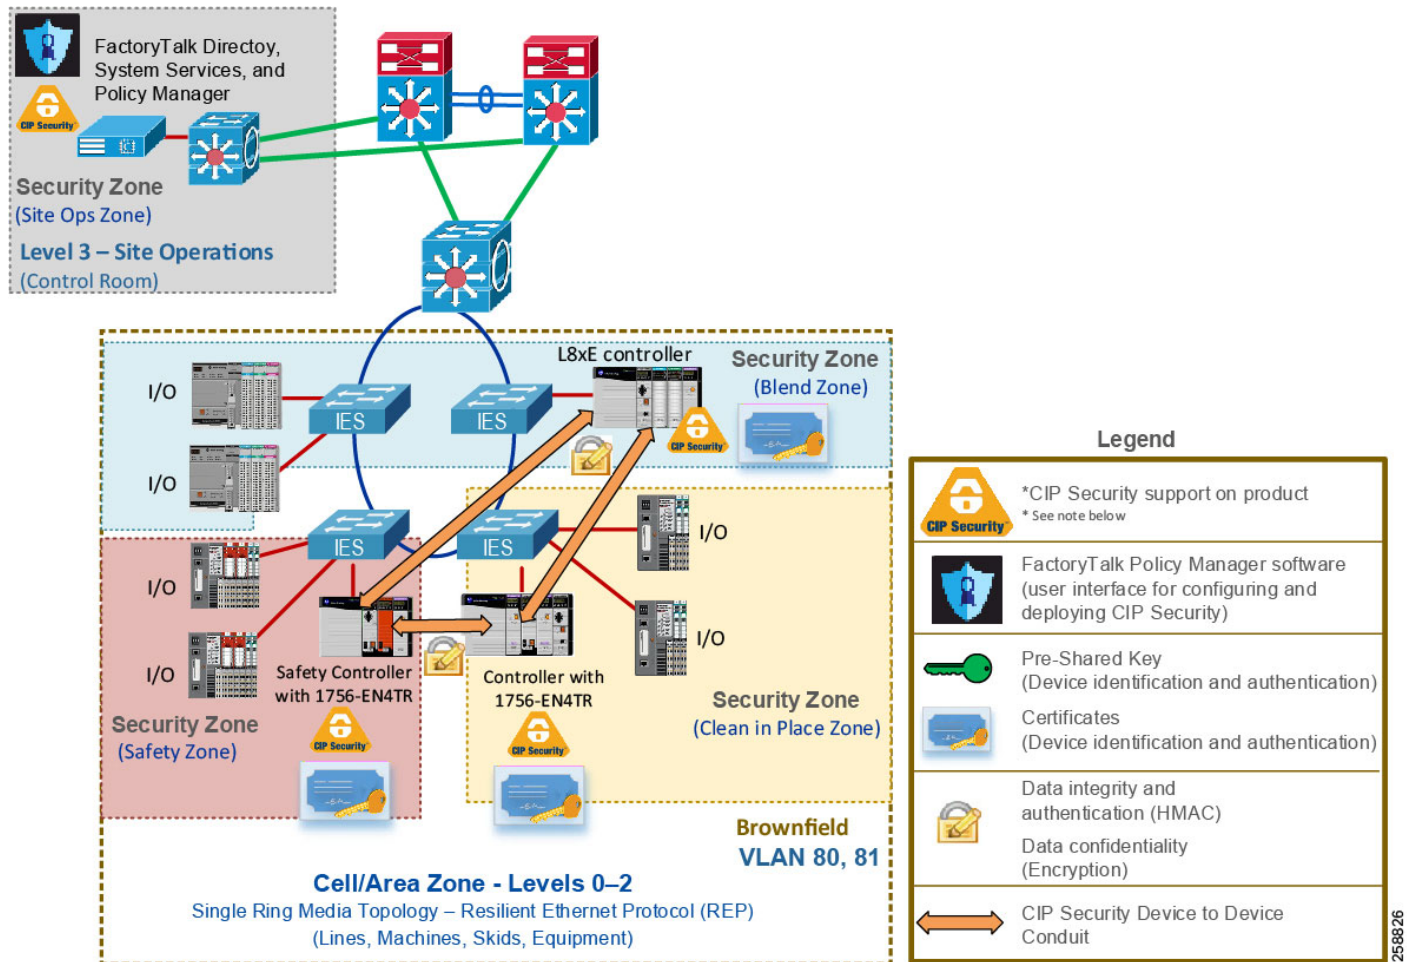 FactoryTalk Directoy,
System Services, and
Policy Manager
CIP Security
Security Zone
(Site Ops Zone)
Level 3 – Site Operations
(Control Room)
L8xE controller
Security Zone
(Blend Zone)
I/O
IES
IES
CIP Security
I/O
IES
IES
I/O
I/O
I/O
I/O
Safety Controller
with 1756-EN4TR
Controller with
1756-EN4TR
Security Zone
(Safety Zone)
CIP Security
CIP Security
Security Zone
(Clean in Place Zone)
Brownfield
VLAN 80, 81
Cell/Area Zone - Levels 0–2
Single Ring Media Topology – Resilient Ethernet Protocol (REP)
(Lines, Machines, Skids, Equipment)
Legend
CIP Security™
*CIP Security support on product
* See note below
FactoryTalk Policy Manager software
(user interface for configuring and
deploying CIP Security)
Pre-Shared Key
(Device identification and authentication)
Certificates
(Device identification and authentication)
Data integrity and
authentication (HMAC)
Data confidentiality
(Encryption)
CIP Security Device to Device
Conduit
258826